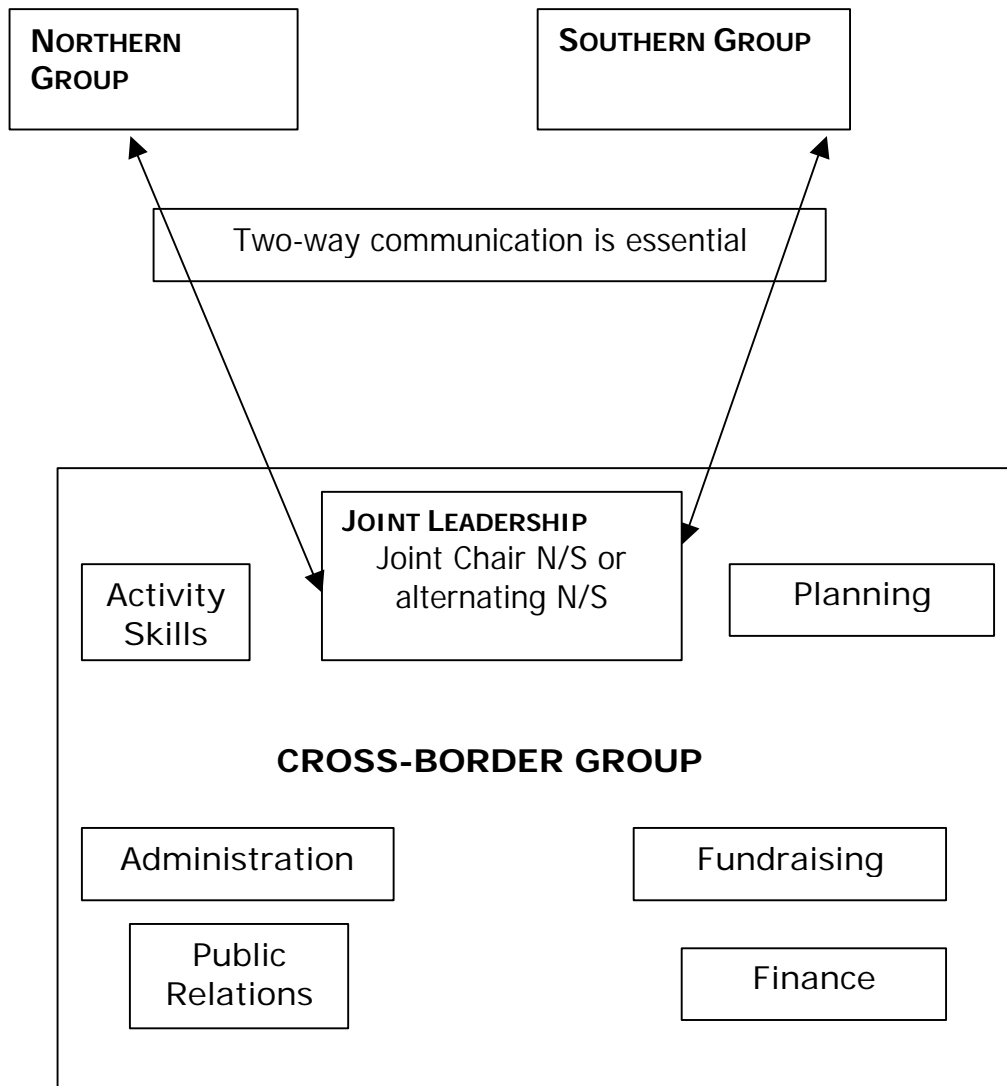 NORTHERN
GROUP
SOUTHERN GROUP
Two-way communication is essential
JOINT LEADERSHIP
Joint Chair N/S or
alternating N/S
Activity
Skills
Planning
CROSS-BORDER GROUP
Administration
Fundraising
Public
Relations
Finance